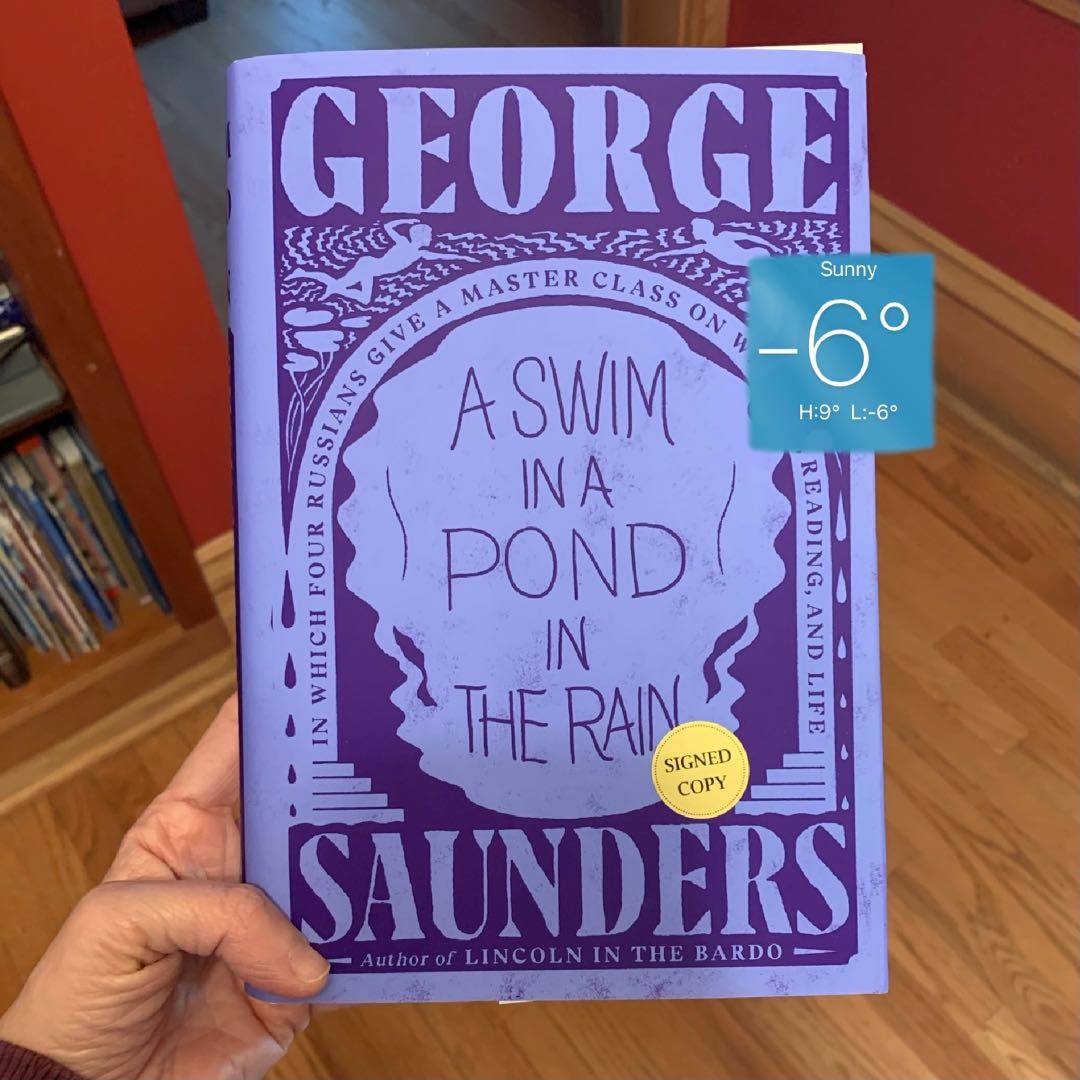 GEORGE
IN WHICH FOUR RUSSIANS GIVE A MASTER CLASS ON W
READING, AND LIFE
A SWIM
IN A
POND
IN
THE RAIN
SIGNED
COPY
SAUNDERS
Author of LINCOLN IN THE BARDO
Sunny
-6°
H:9° L:-6°